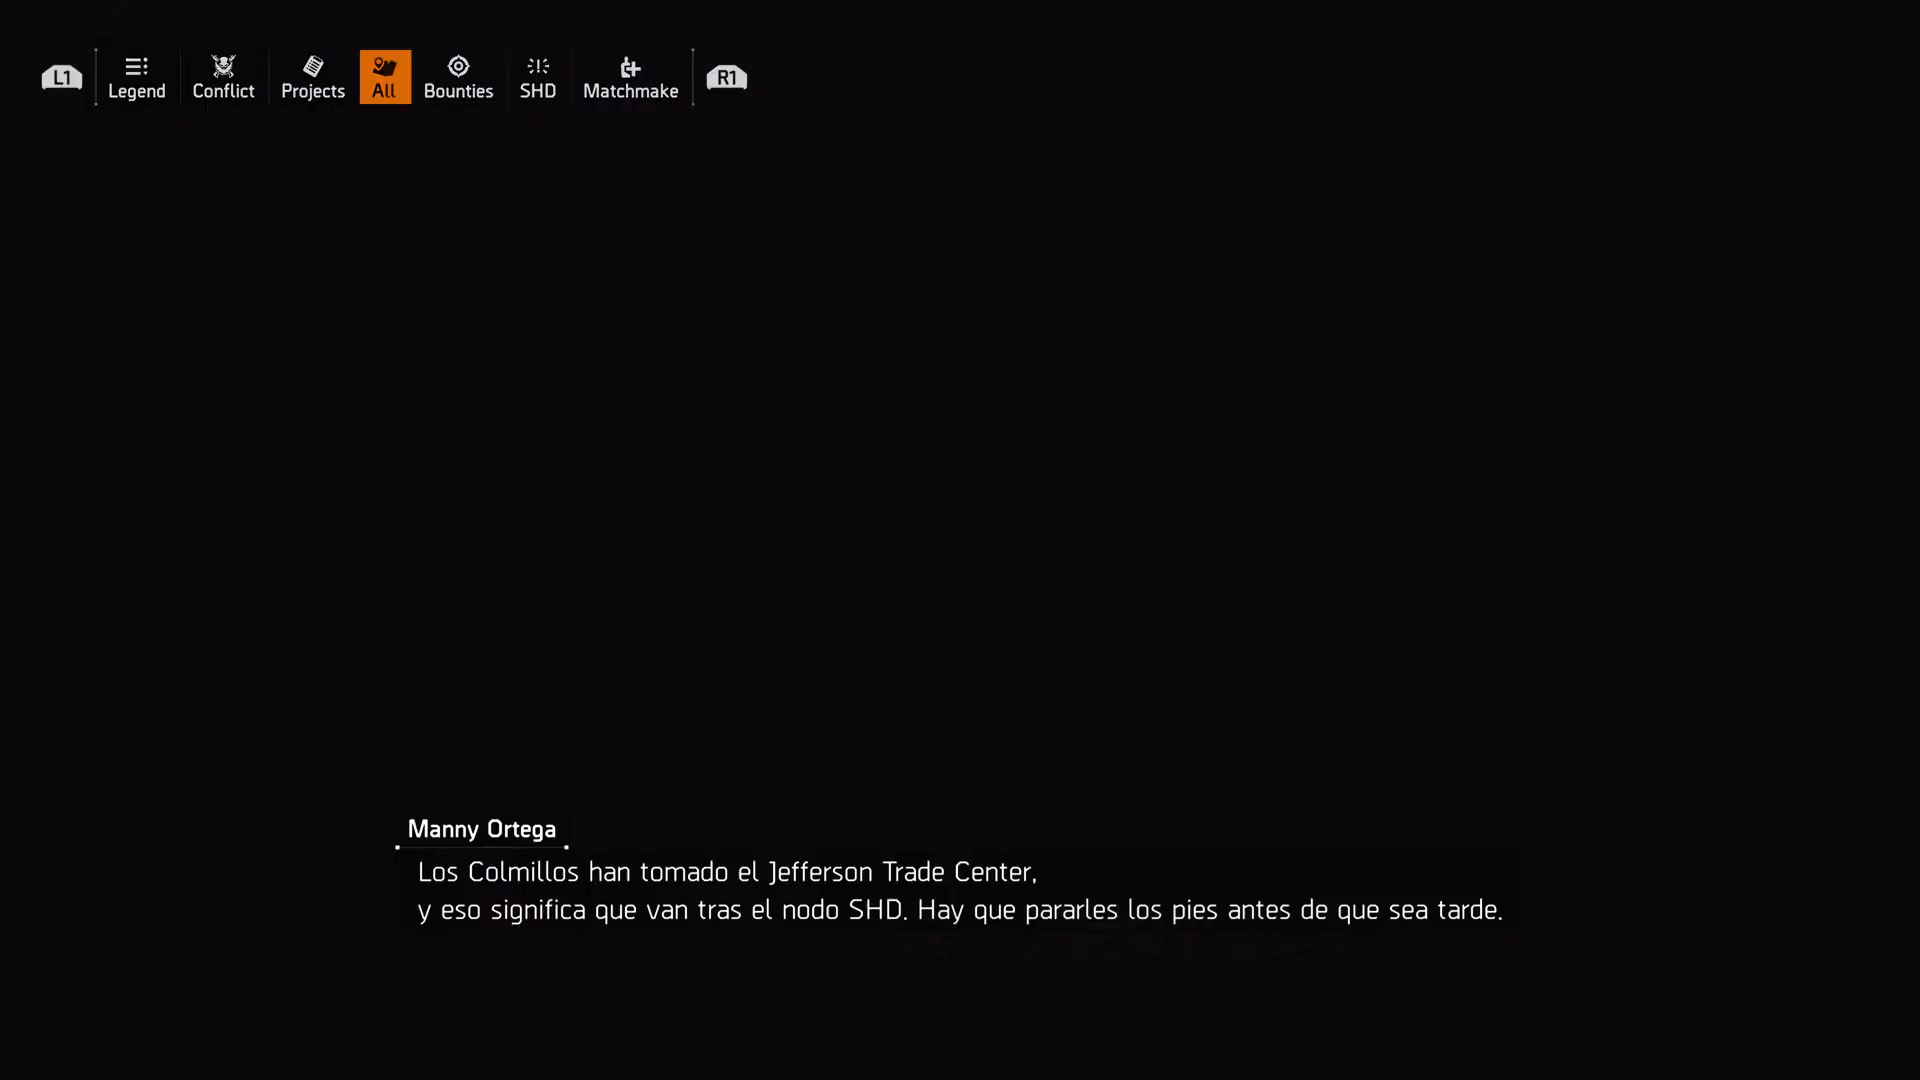 L1
Legend
Conflict
Projects
All
Bounties
SHD
Matchmake
R1
Manny Ortega
Los Colmillos han tomado el Jefferson Trade Center,
y eso significa que van tras el nodo SHD. Hay que pararles los pies antes de que sea tarde.